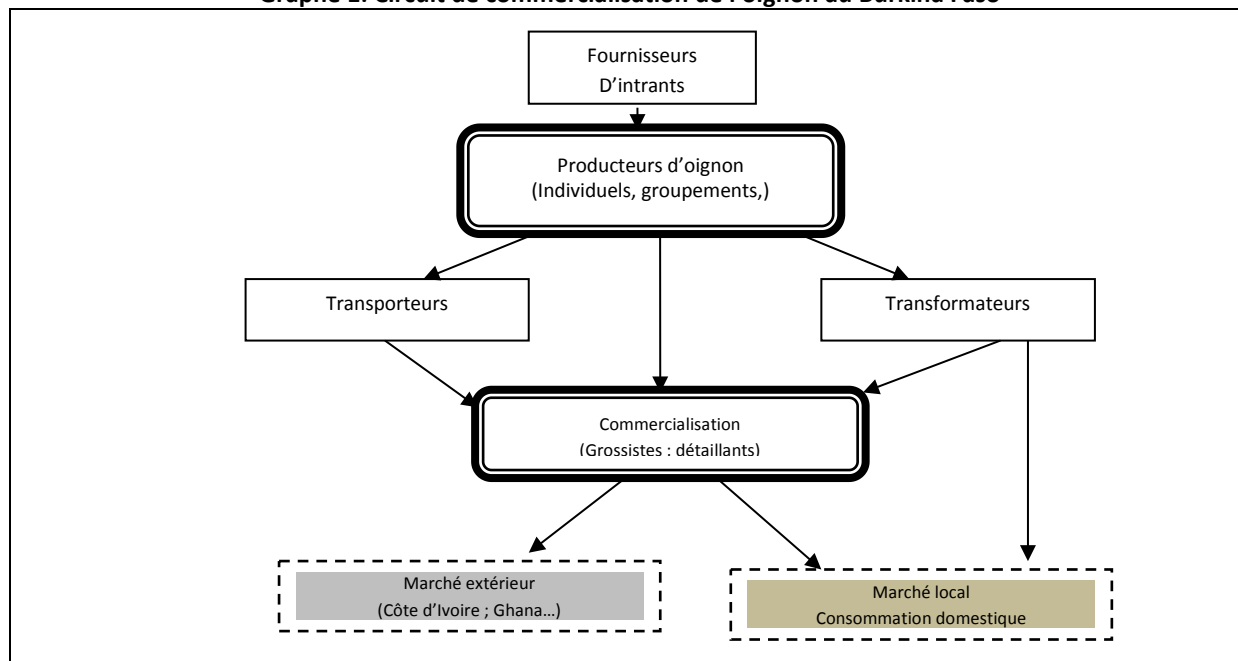 Graphe 1: Circuit de commercialisation de l'oignon au Burkina Faso
Fournisseurs
D'intrants
Producteurs d'oignon
(Individuels, groupements,)
Transporteurs
Transformateurs
Commercialisation
(Grossistes : détaillants)
Marché extérieur
(Côte d'Ivoire ; Ghana…)
Marché local
Consommation domestique